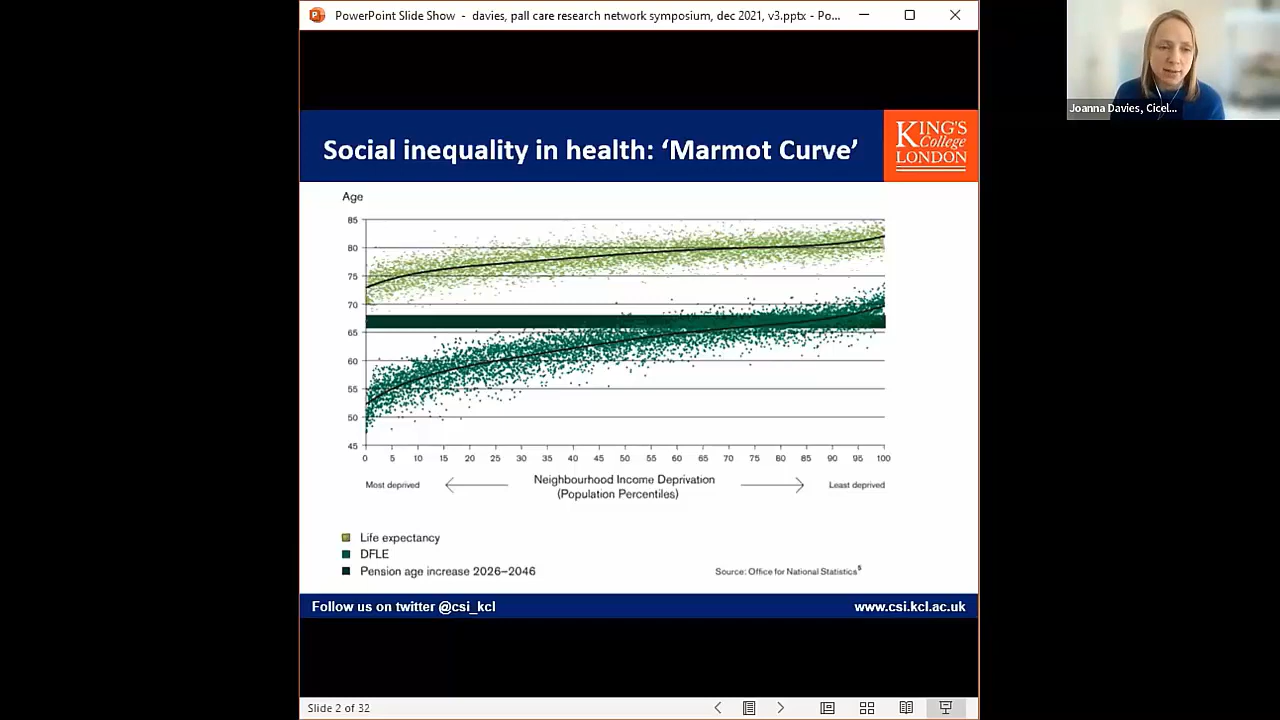 PowerPoint Slide Show - davies, pall care research network symposium, dec 2021, v3.pptx - Po...
Joanna Davies, Cicel...
Social inequality in health: ‘Marmot Curve’
KING'S
College
LONDON
Age
85
80
75
70
65
60
55
50
45
0 5 10 15 20 25 30 35 40 45 50 55 60 65 70 75 80 85 90 95 100
Most deprived
Neighbourhood Income Deprivation
(Population Percentiles)
Least deprived
Life expectancy
DFLE
Pension age increase 2026–2046
Source: Office for National Statistics5
Follow us on twitter @csi_kcl
www.csi.kcl.ac.uk
Slide 2 of 32